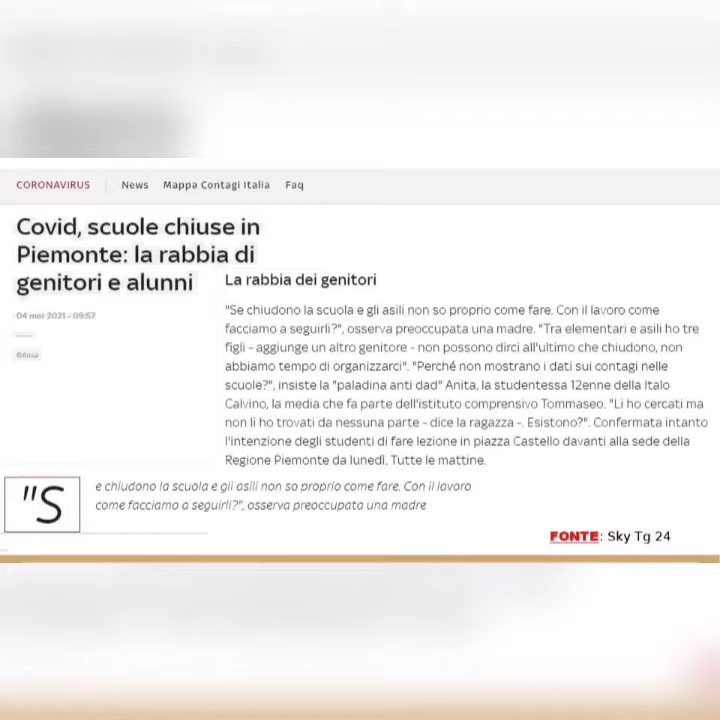 CORONAVIRUS News Mappa Contagi Italia Faq
Covid, scuole chiuse in
Piemonte: la rabbia di
genitori e alunni
04 mar 2021 - 09:57
©Ansa
La rabbia dei genitori
"Se chiudono la scuola e gli asili non so proprio come fare. Con il lavoro come
facciamo a seguirli?", osserva preoccupata una madre. "Tra elementari e asili ho tre
figli - aggiunge un altro genitore - non possono dirci all'ultimo che chiudono, non
abbiamo tempo di organizzarci". "Perché non mostrano i dati sui contagi nelle
scuole?", insiste la "paladina anti dad" Anita, la studentessa 12enne della Italo
Calvino, la media che fa parte dell'istituto comprensivo Tommaseo. "Li ho cercati ma
non li ho trovati da nessuna parte - dice la ragazza -. Esistono?". Confermata intanto
l'intenzione degli studenti di fare lezione in piazza Castello davanti alla sede della
Regione Piemonte da lunedì. Tutte le mattine.
"S
e chiudono la scuola e gli asili non so proprio come fare. Con il lavoro
come facciamo a seguirli?", osserva preoccupata una madre
FONTE: Sky Tg 24